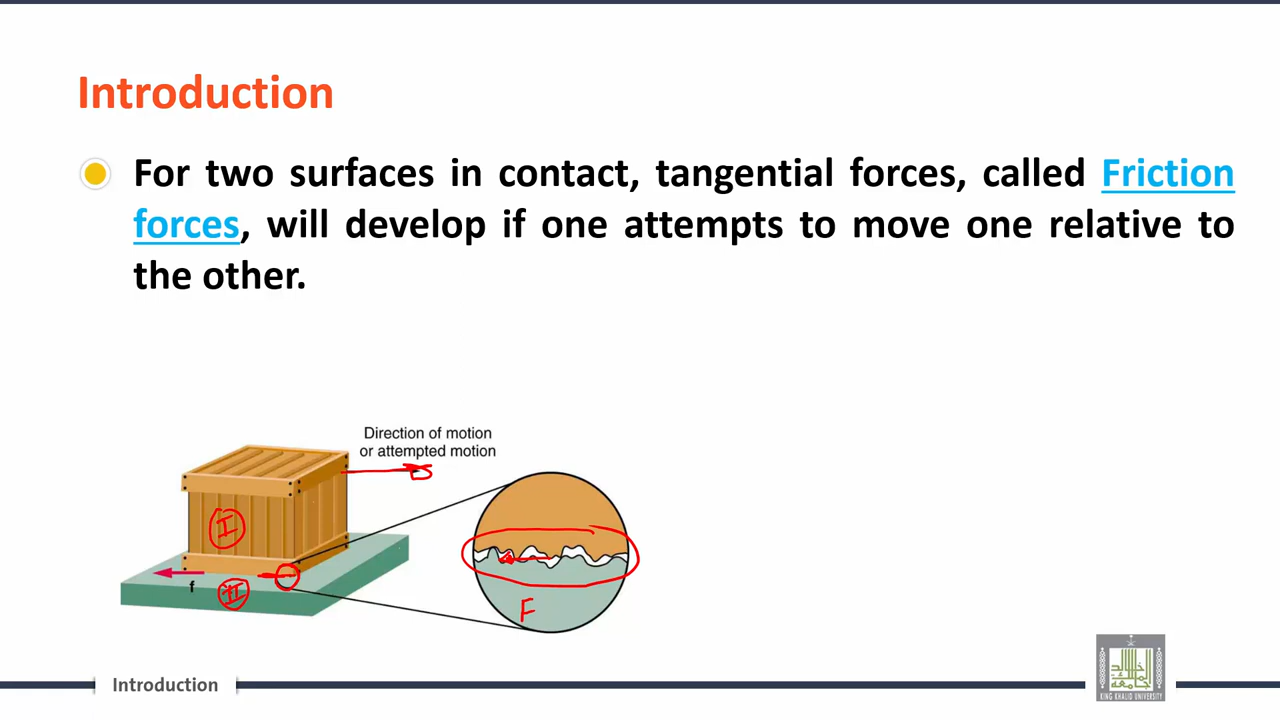 Introduction
For two surfaces in contact, tangential forces, called Friction
forces, will develop if one attempts to move one relative to
the other.
Direction of motion
or attempted motion
I
f
II
F
Introduction
KING KHALID UNIVERSITY